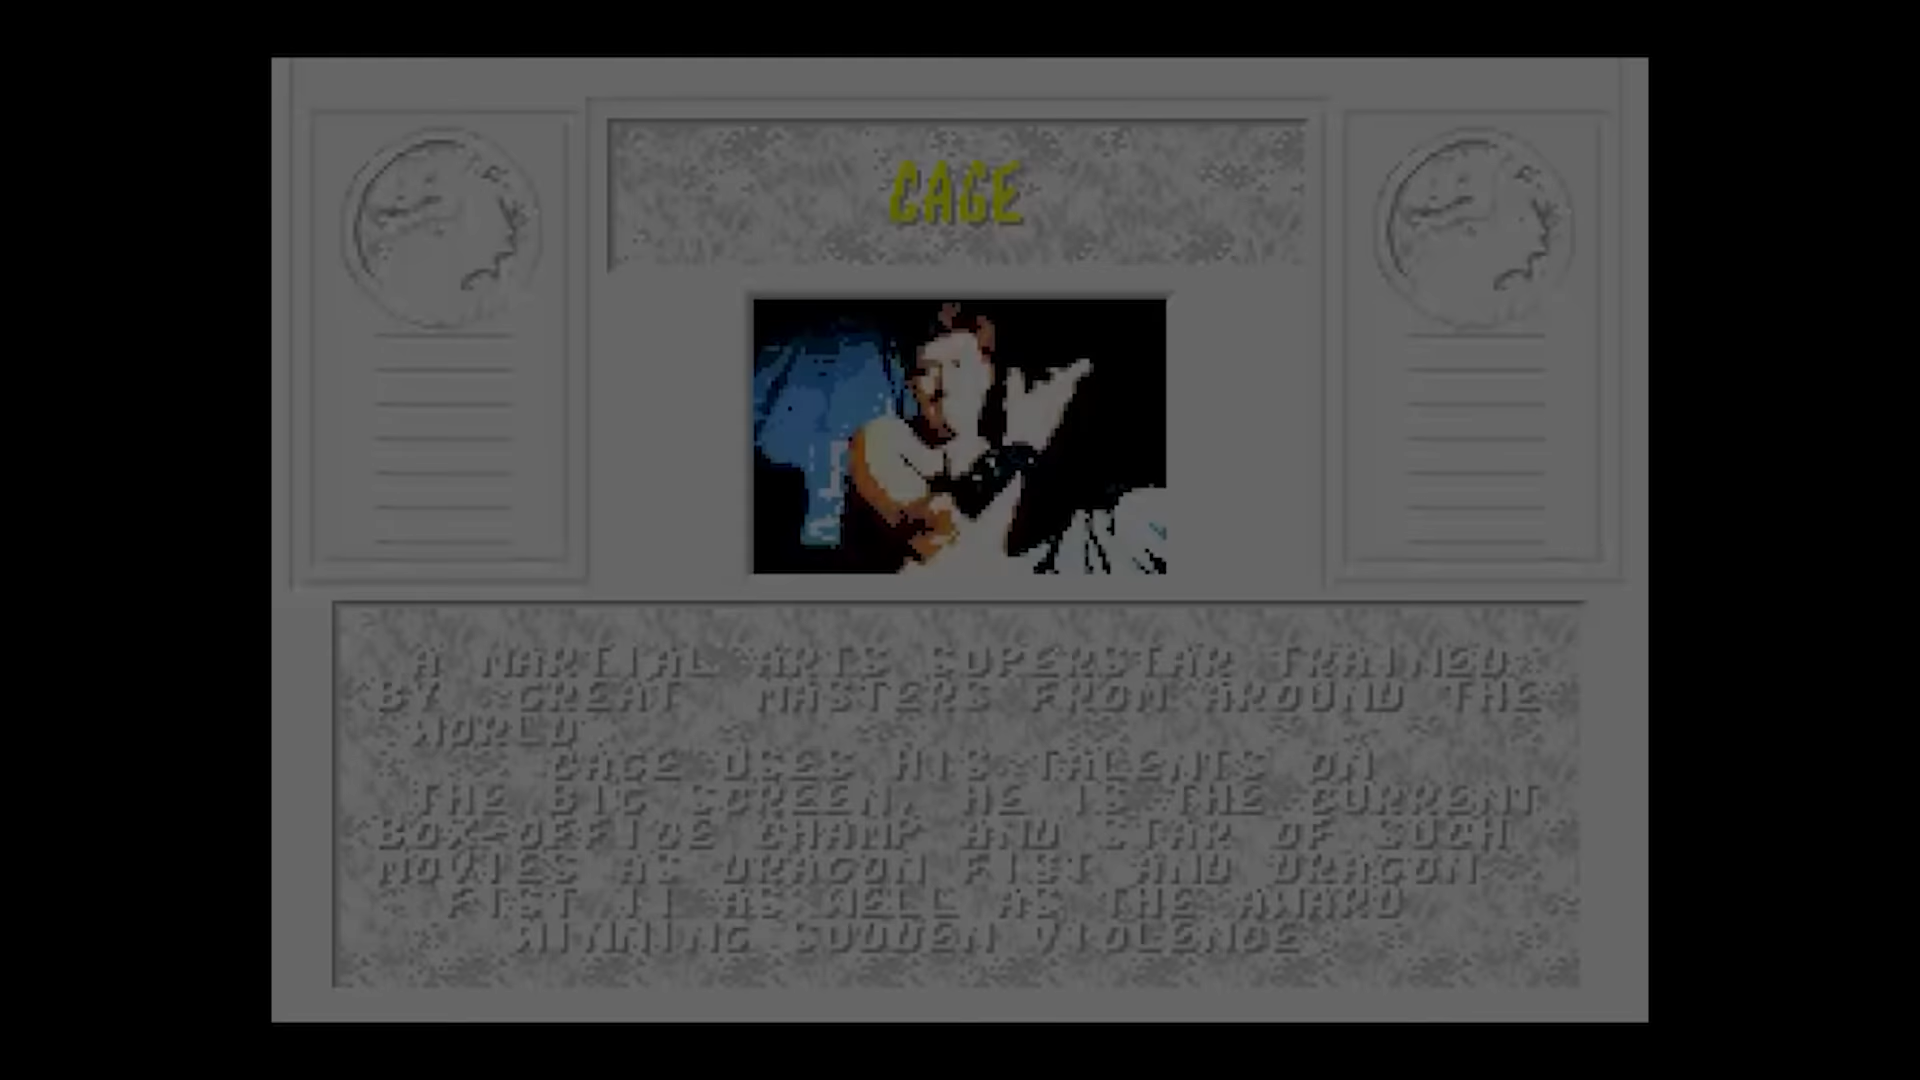 CAGE
A MARTIAL ARTS SUPERSTAR TRAINED
BY GREAT MASTERS FROM AROUND THE
WORLD
CAGE USES HIS TALENTS ON
THE BIG SCREEN. HE IS THE CURRENT
BOX-OFFICE CHAMP AND STAR OF SUCH
MOVIES AS DRAGON FIST AND DRAGON
FIST II AS WELL AS THE AWARD
WINNING SUDDEN VIOLENCE